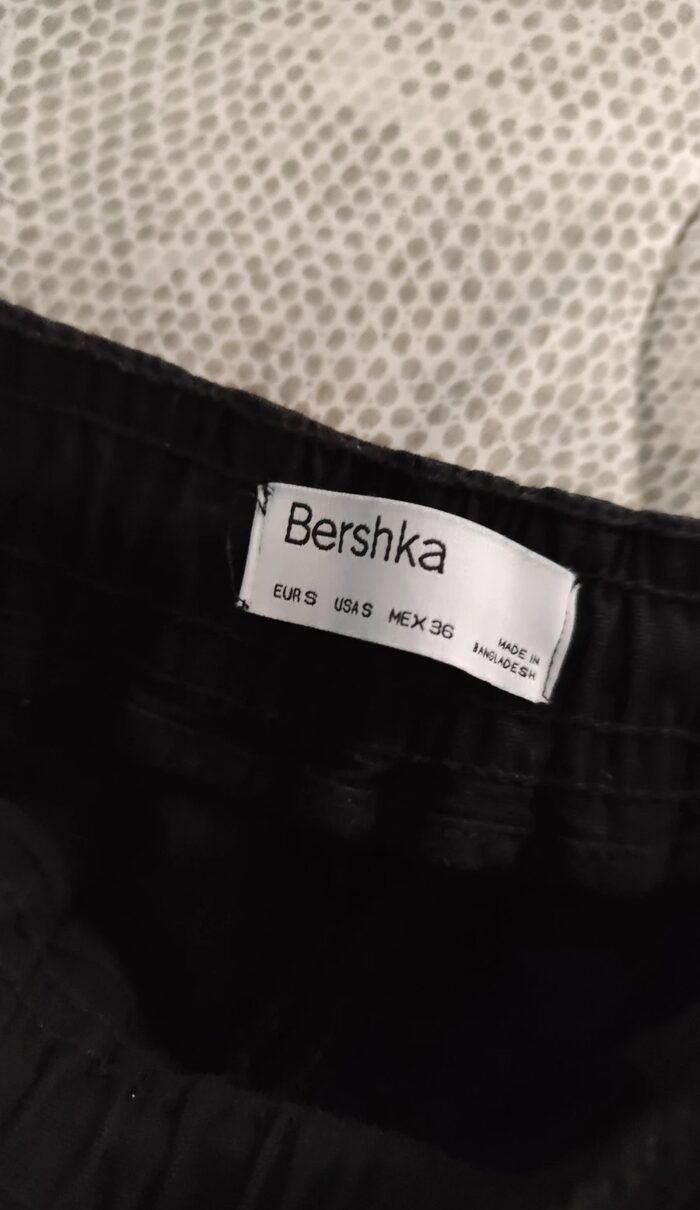 Bershka
EUR S USA S MEX 36
MADE IN
BANGLADESH